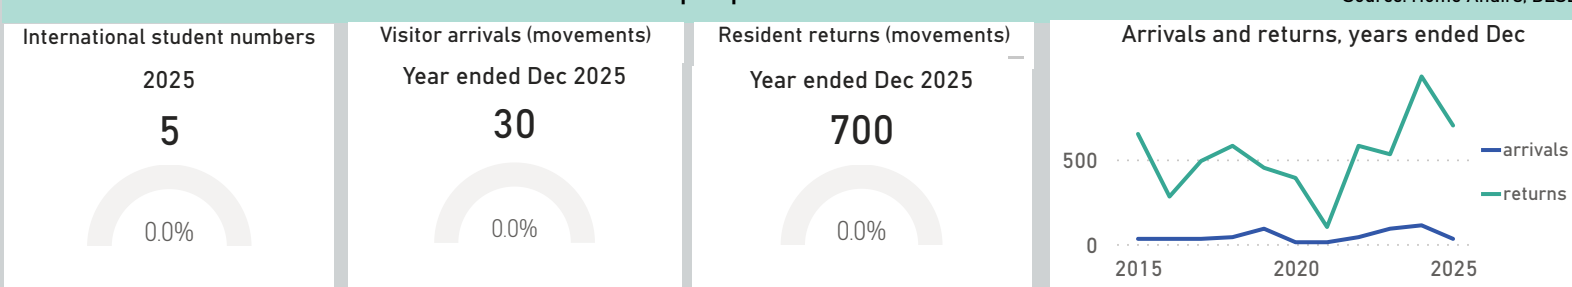 International student numbers
2025
5
0.0%
Visitor arrivals (movements)
Year ended Dec 2025
30
0.0%
Resident returns (movements)
Year ended Dec 2025
700
0.0%
Arrivals and returns, years ended Dec
500
0
2015 2020 2025
arrivals
returns